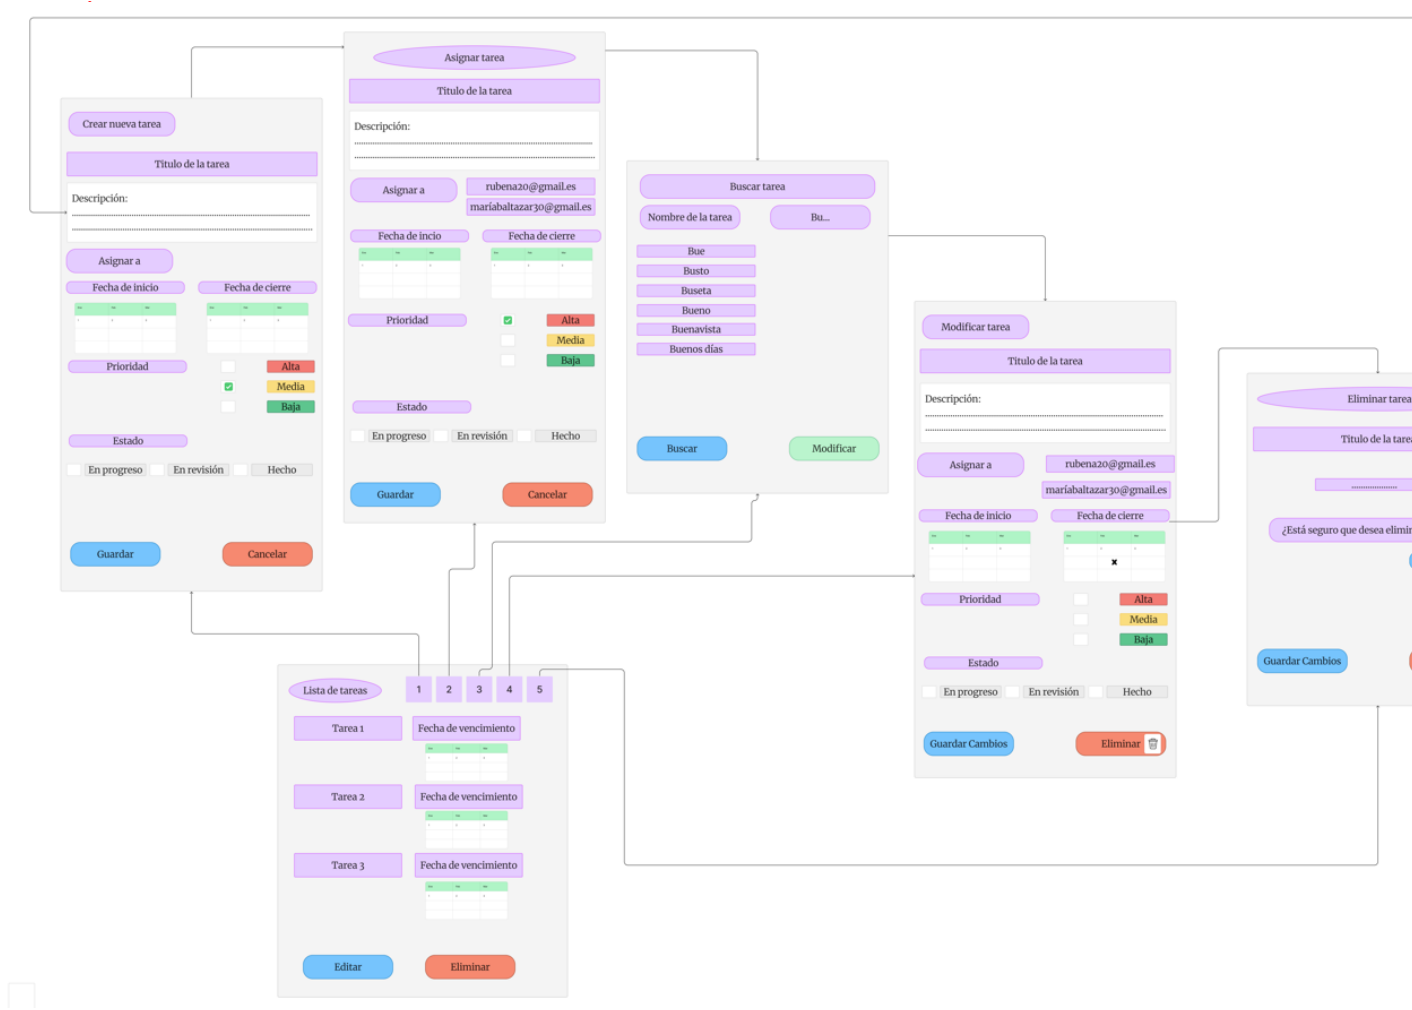 Crear nueva tarea
Titulo de la tarea
Descripción:
Asignar a
Fecha de inicio
Fecha de cierre
Prioridad
Alta
Media
Baja
Estado
En progreso
En revisión
Hecho
Guardar
Cancelar
Asignar tarea
Titulo de la tarea
Descripción:
Asignar a
rubena20@gmail.es
maríabaltazar30@gmail.es
Fecha de incio
Fecha de cierre
Prioridad
Alta
Media
Baja
Estado
En progreso
En revisión
Hecho
Guardar
Cancelar
Buscar tarea
Nombre de la tarea
Bu...
Bue
Busto
Buseta
Bueno
Buenavista
Buenos días
Buscar
Modificar
Modificar tarea
Titulo de la tarea
Descripción:
Asignar a
rubena20@gmail.es
maríabaltazar30@gmail.es
Fecha de inicio
Fecha de cierre
x
Prioridad
Alta
Media
Baja
Estado
En progreso
En revisión
Hecho
Guardar Cambios
Eliminar
Eliminar tarea
Titulo de la tarea
¿Está seguro que desea elimin
Guardar Cambios
Lista de tareas
1 2 3 4 5
Tarea 1
Fecha de vencimiento
Tarea 2
Fecha de vencimiento
Tarea 3
Fecha de vencimiento
Editar
Eliminar